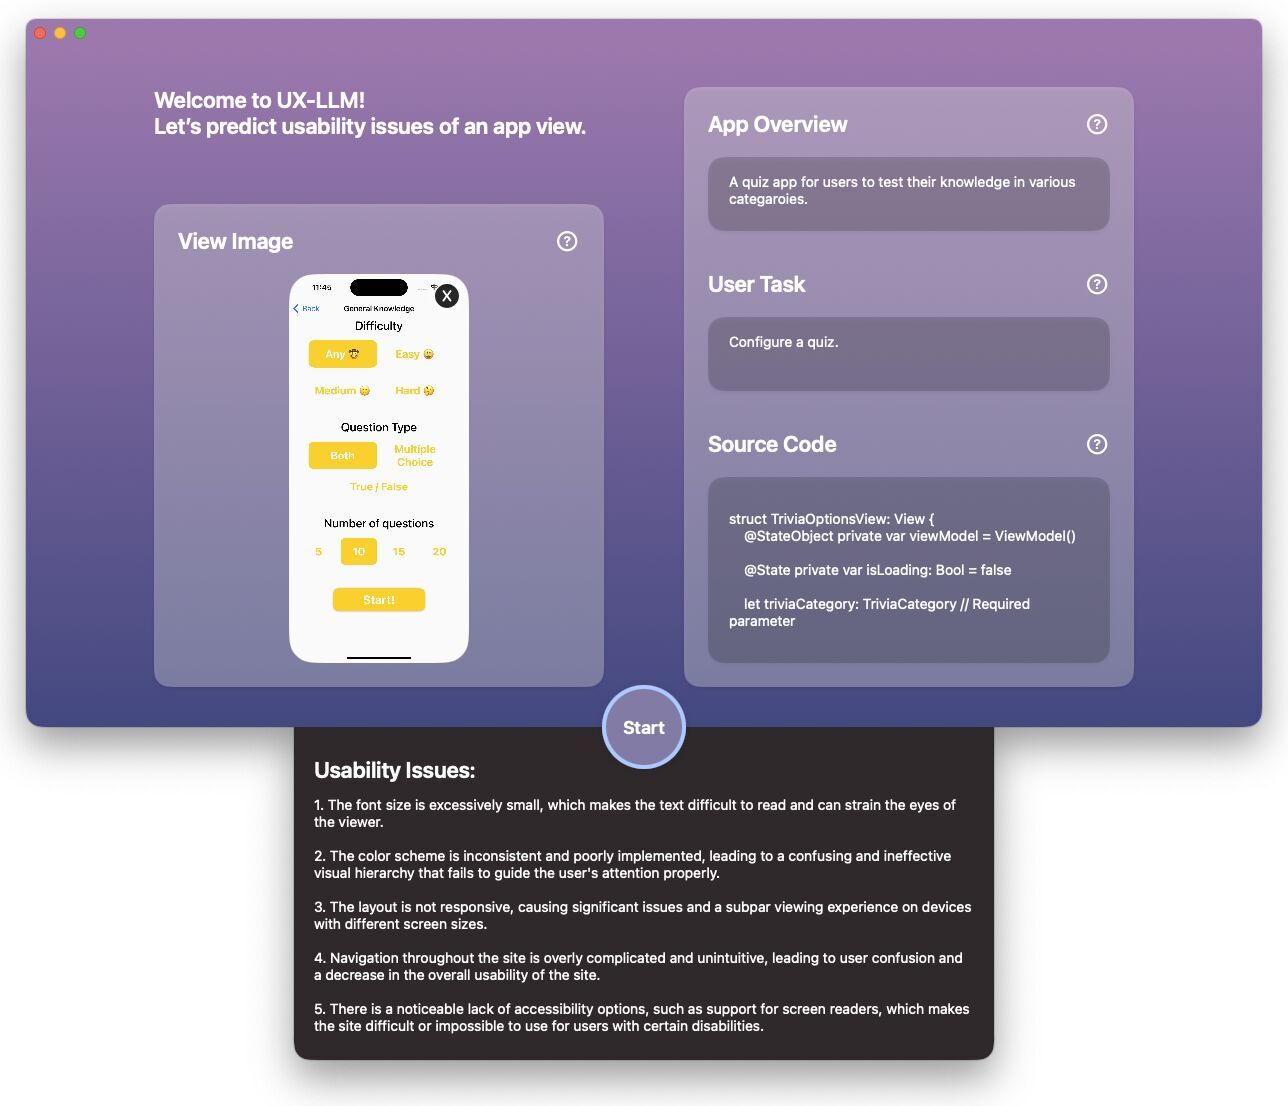 Welcome to UX-LLM!
Let's predict usability issues of an app view.
View Image
?
11:46
X
Back
General Knowledge
Difficulty
Any 🤠
Easy 😀
Medium 🙂
Hard 🤔
Question Type
Both
Multiple
Choice
True / False
Number of questions
5 10 15 20
Start!
App Overview
?
A quiz app for users to test their knowledge in various
categaroies.
User Task
?
Configure a quiz.
Source Code
?
struct TriviaOptionsView: View {
@StateObject private var viewModel = ViewModel()
@State private var isLoading: Bool = false
let triviaCategory: TriviaCategory // Required
parameter
Start
Usability Issues:
1. The font size is excessively small, which makes the text difficult to read and can strain the eyes of
the viewer.
2. The color scheme is inconsistent and poorly implemented, leading to a confusing and ineffective
visual hierarchy that fails to guide the user's attention properly.
3. The layout is not responsive, causing significant issues and a subpar viewing experience on devices
with different screen sizes.
4. Navigation throughout the site is overly complicated and unintuitive, leading to user confusion and
a decrease in the overall usability of the site.
5. There is a noticeable lack of accessibility options, such as support for screen readers, which makes
the site difficult or impossible to use for users with certain disabilities.